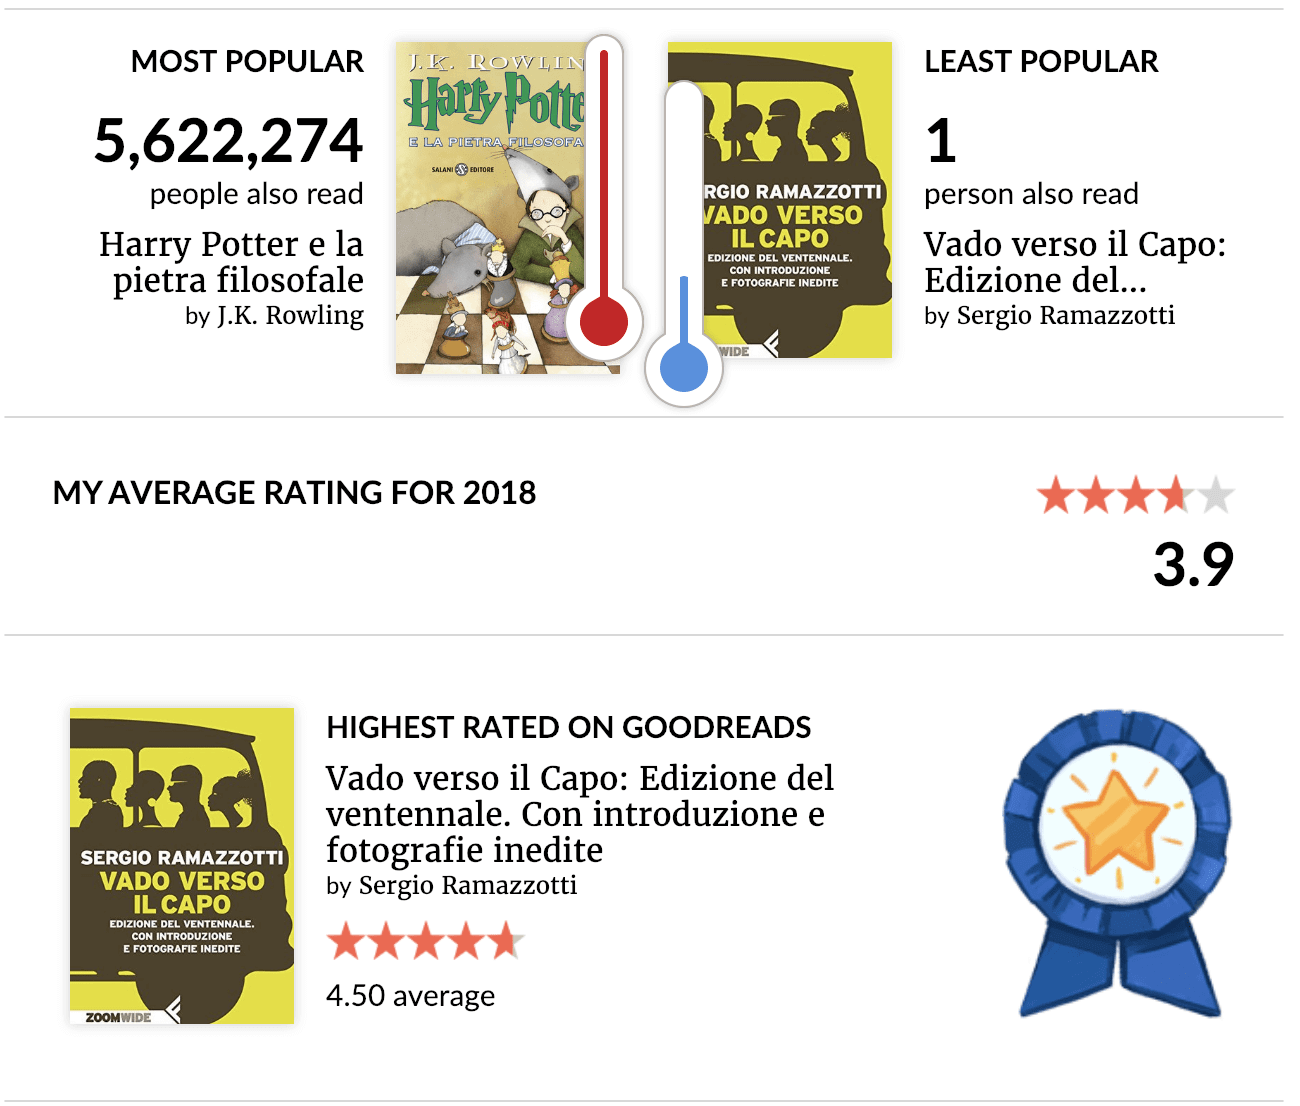 MOST POPULAR
5,622,274
people also read
Harry Potter e la
pietra filosofale
by J.K. Rowling
J.K. ROWLIN
Harry Potte
E LA PIETRA FILOSOFA
SALANI EDITORE
RGIO RAMAZZOTTI
VADO VERSO
IL CAPO
EDIZIONE DEL VENTENNALE.
CON INTRODUZIONE
E FOTOGRAFIE INEDITE
WIDE
LEAST POPULAR
1
person also read
Vado verso il Capo:
Edizione del...
by Sergio Ramazzotti
MY AVERAGE RATING FOR 2018
3.9
SERGIO RAMAZZOTTI
VADO VERSO
IL CAPO
EDIZIONE DEL VENTENNALE.
CON INTRODUZIONE
E FOTOGRAFIE INEDITE
ZOOMWIDE
HIGHEST RATED ON GOODREADS
Vado verso il Capo: Edizione del
ventennale. Con introduzione e
fotografie inedite
by Sergio Ramazzotti
4.50 average